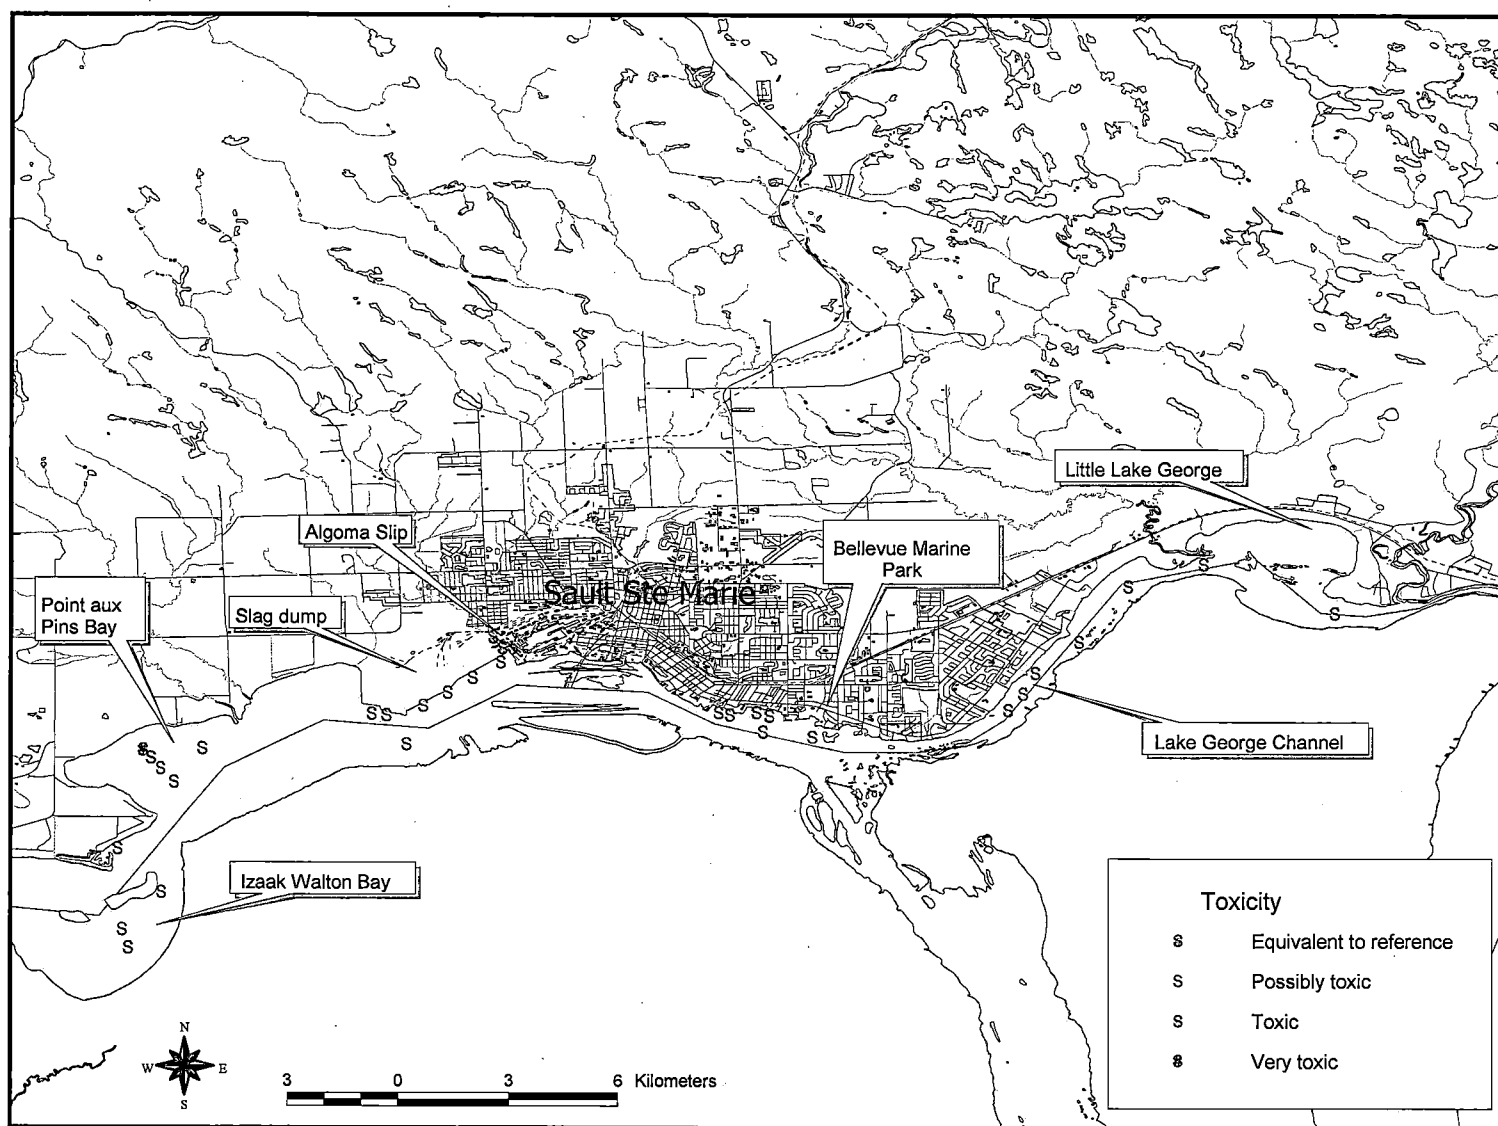 Little Lake George
Algoma Slip
Bellevue Marine
Park
Sault Ste Marie
Point aux
Pins Bay
Slag dump
Lake George Channel
Izaak Walton Bay
Toxicity
S Equivalent to reference
S Possibly toxic
S Toxic
S Very toxic
N
W E
S
3 0 3 6 Kilometers